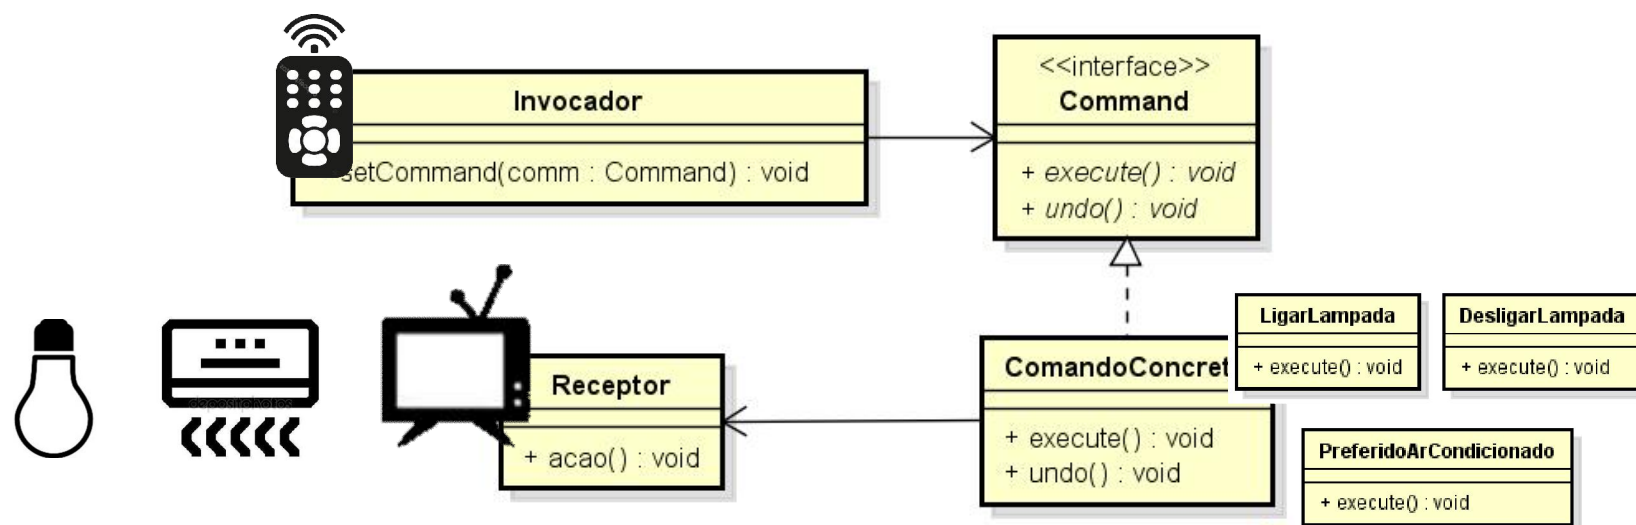 Invocador
setCommand(comm : Command) : void
<<interface>>
Command
+ execute() : void
+ undo() : void
Receptor
+ acao() : void
ComandoConcret
+ execute() : void
+ undo() : void
LigarLampada
+ execute() : void
DesligarLampada
+ execute() : void
PreferidoArCondicionado
+ execute() : void